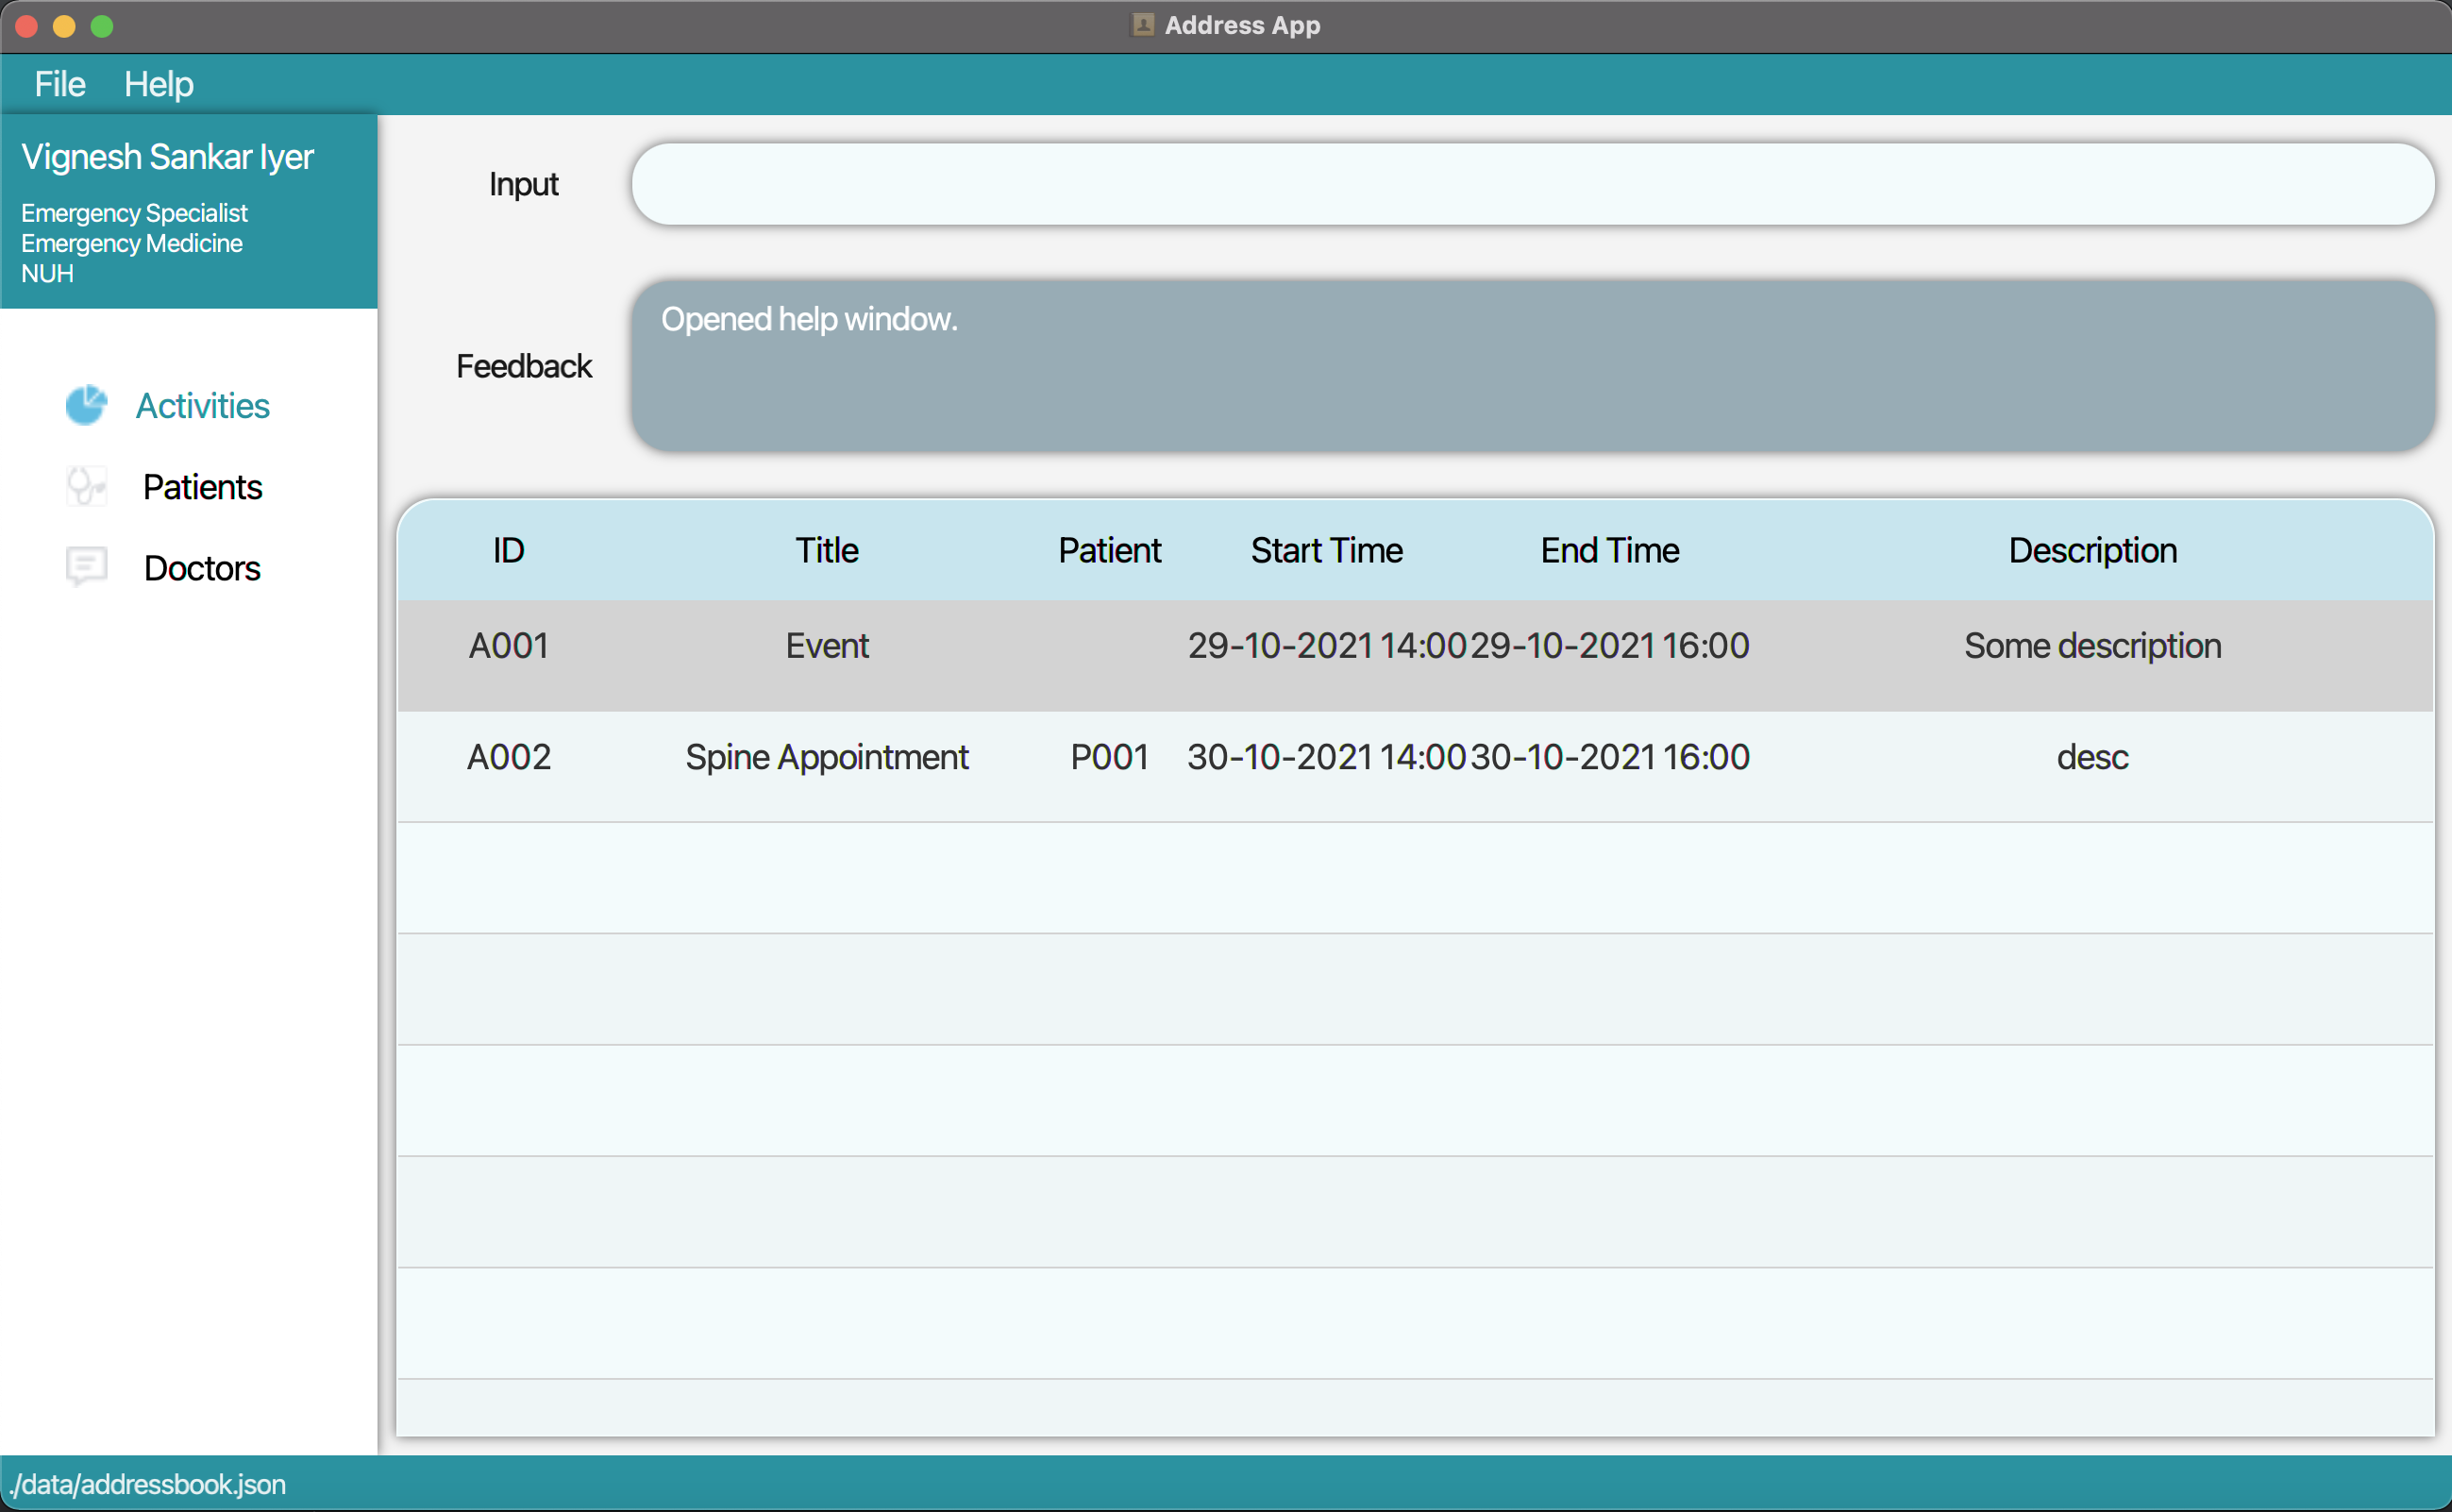 Address App
File Help
Vignesh Sankar Iyer
Emergency Specialist
Emergency Medicine
NUH
Activities
Patients
Doctors
Input
Feedback
Opened help window.
ID Title Patient Start Time End Time Description
A001 Event 29-10-2021 14:00 29-10-2021 16:00 Some description
A002 Spine Appointment P001 30-10-2021 14:00 30-10-2021 16:00 desc
./data/addressbook.json